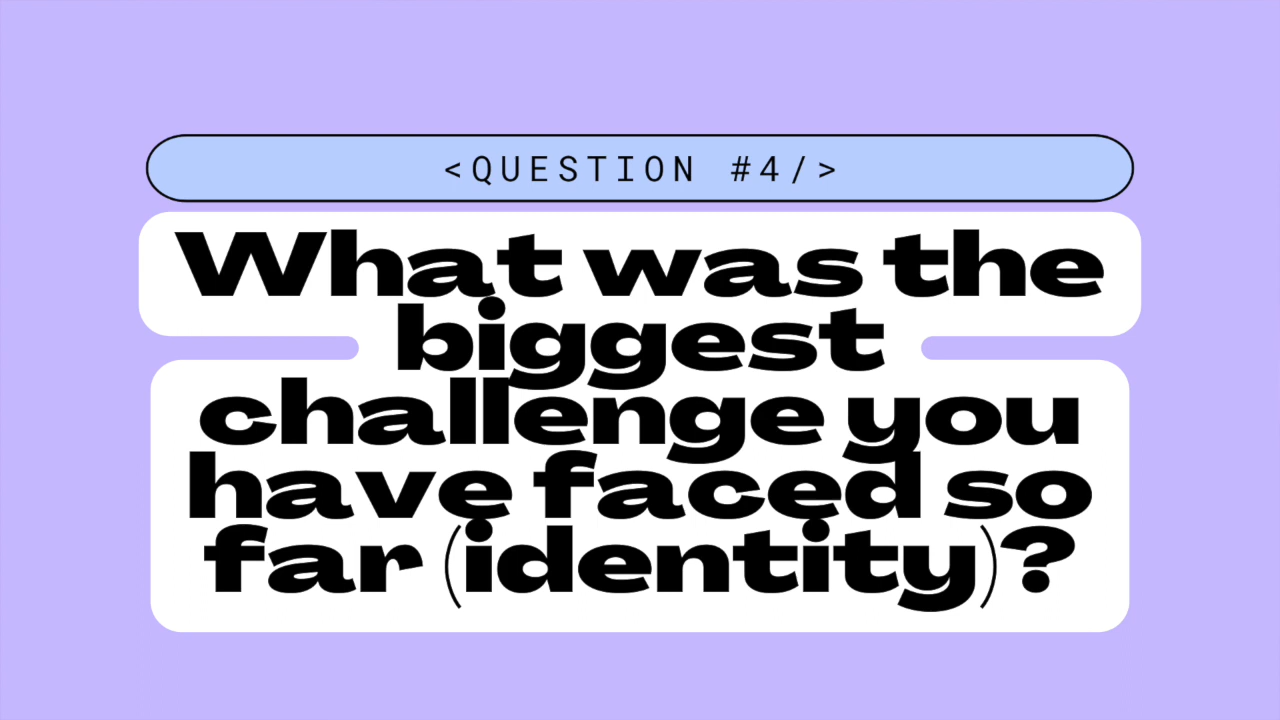 <QUESTION #4/>
What was the
biggest
challenge you
have faced so
far (identity)?